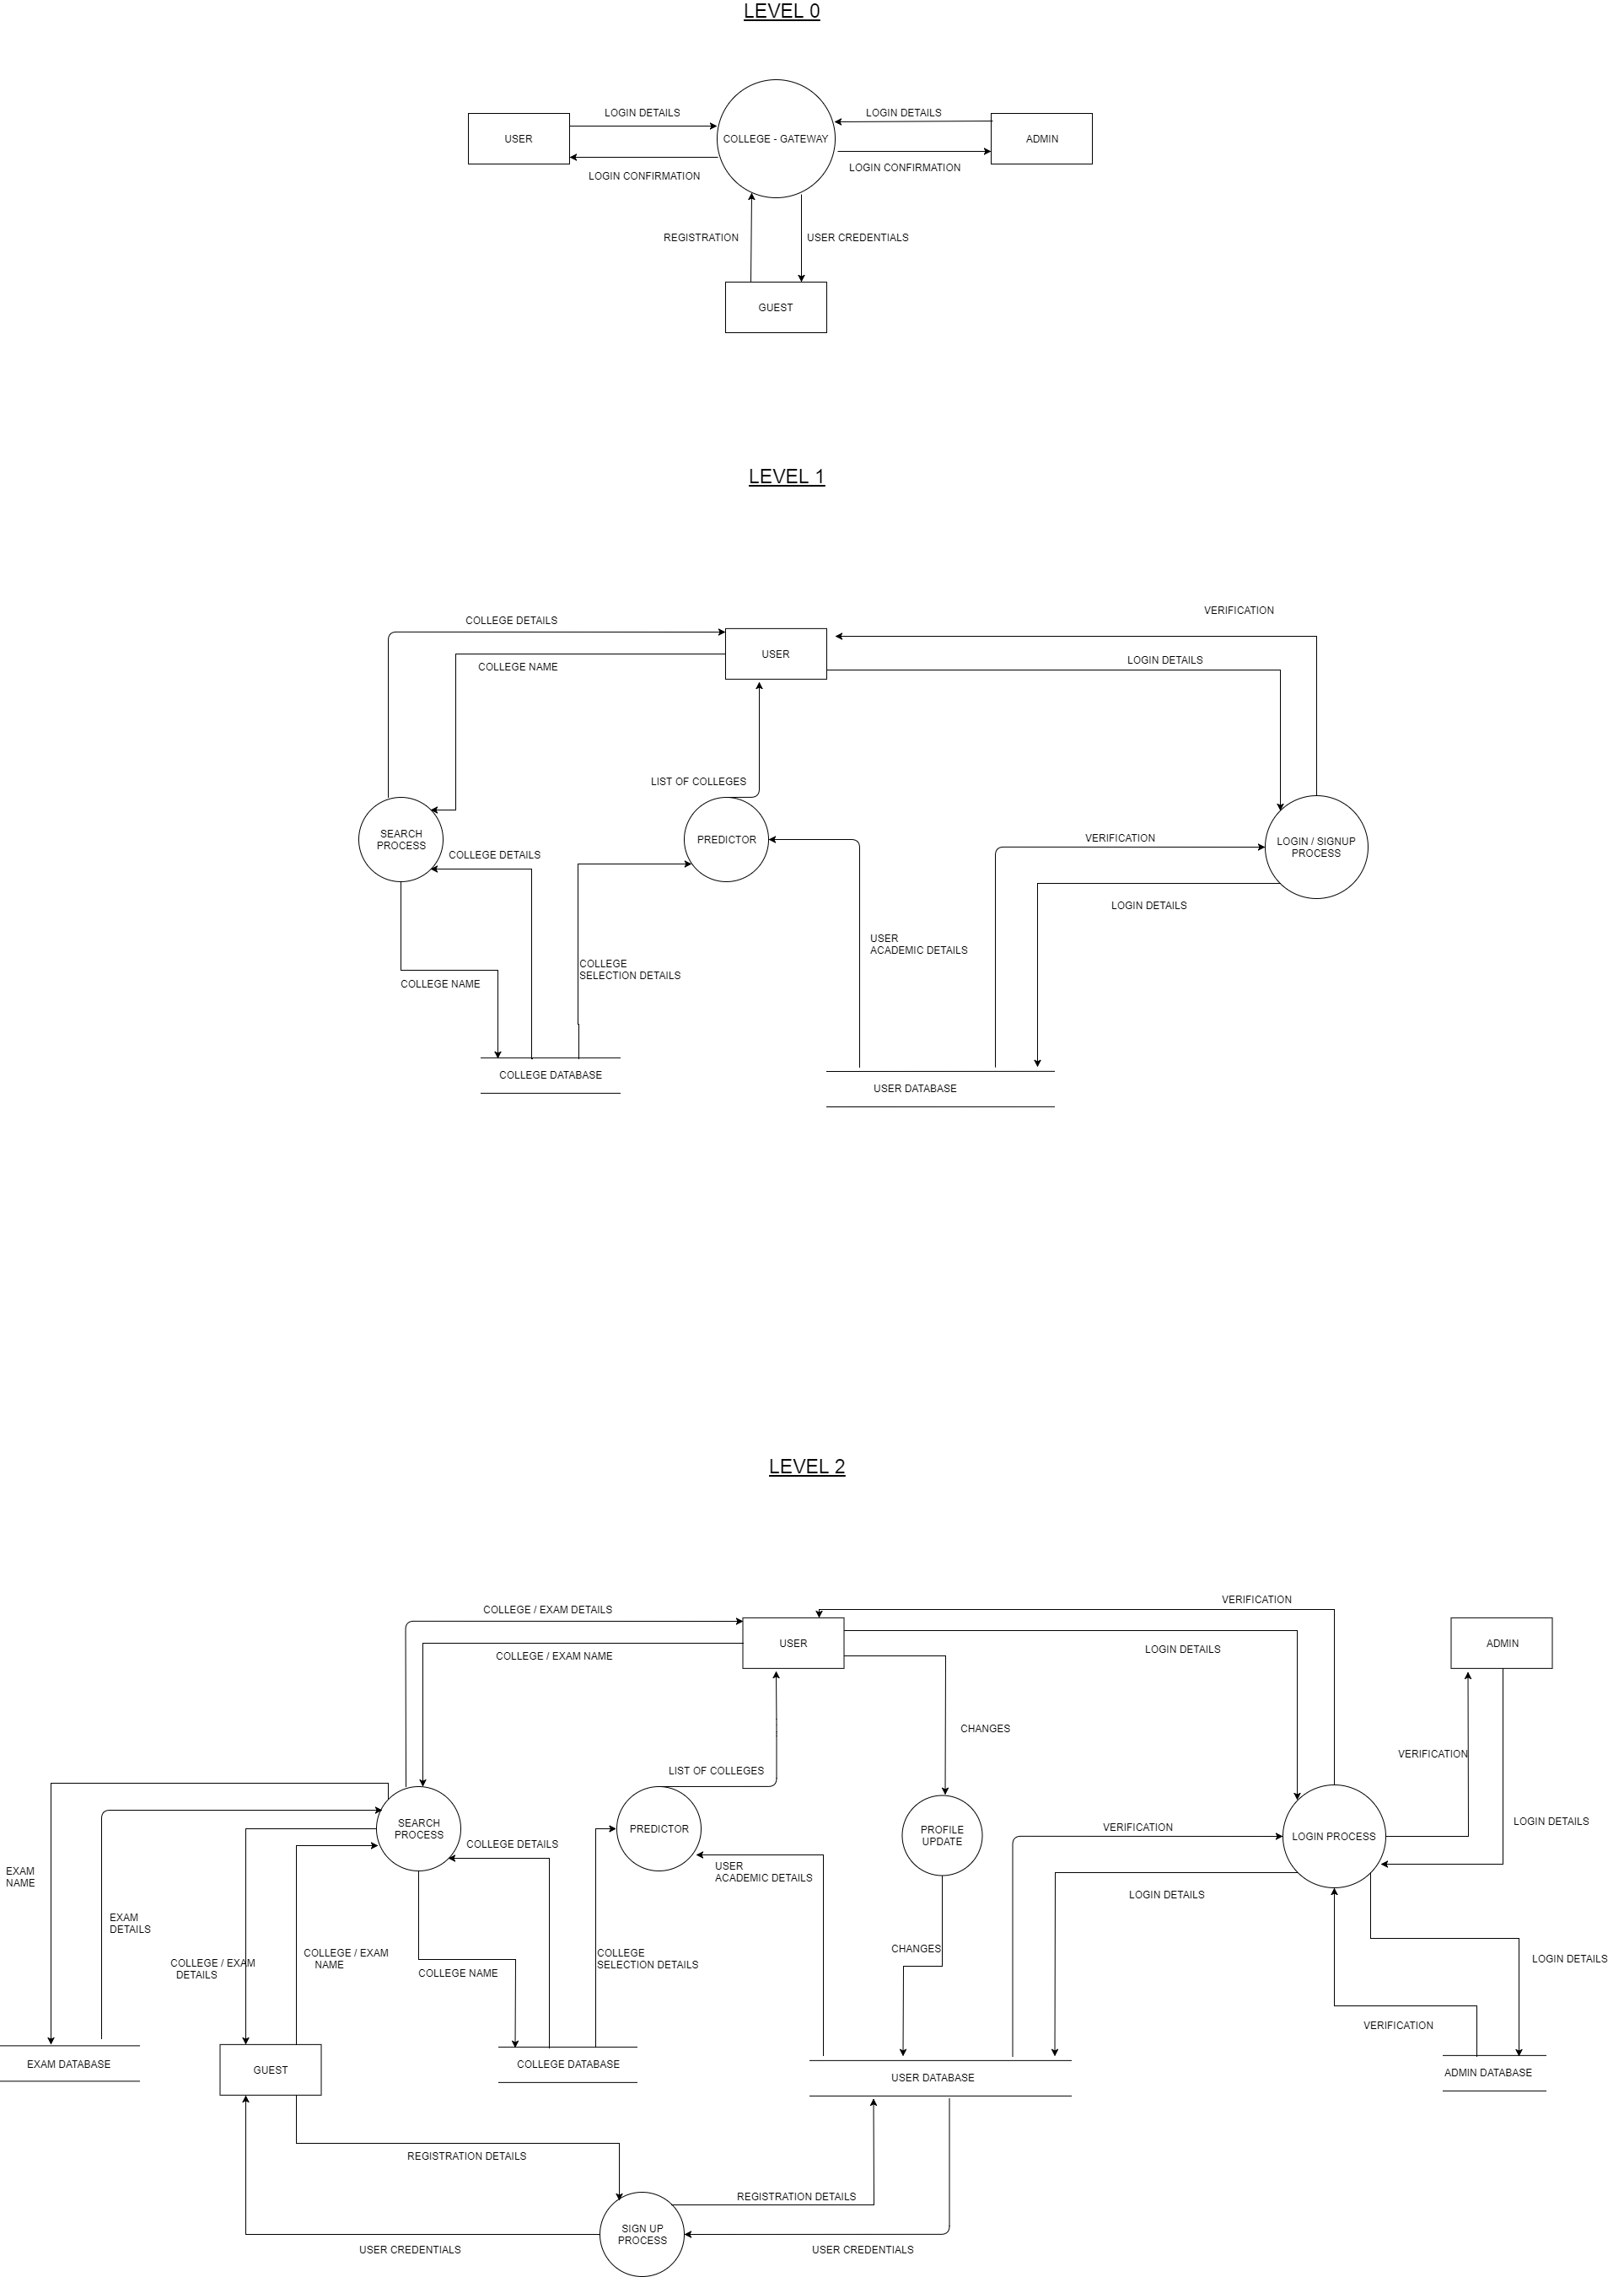 LEVEL 0
LOGIN DETAILS
LOGIN DETAILS
USER
COLLEGE - GATEWAY
ADMIN
LOGIN CONFIRMATION
LOGIN CONFIRMATION
REGISTRATION
USER CREDENTIALS
GUEST
LEVEL 1
VERIFICATION
COLLEGE DETAILS
USER
LOGIN DETAILS
COLLEGE NAME
LIST OF COLLEGES
SEARCH
PROCESS
PREDICTOR
VERIFICATION
LOGIN / SIGNUP
PROCESS
COLLEGE DETAILS
LOGIN DETAILS
USER
ACADEMIC DETAILS
COLLEGE
SELECTION DETAILS
COLLEGE NAME
COLLEGE DATABASE
USER DATABASE
LEVEL 2
VERIFICATION
COLLEGE / EXAM DETAILS
USER
ADMIN
LOGIN DETAILS
COLLEGE / EXAM NAME
CHANGES
VERIFICATION
LIST OF COLLEGES
SEARCH
PROCESS
PREDICTOR
PROFILE
UPDATE
VERIFICATION
LOGIN PROCESS
LOGIN DETAILS
COLLEGE DETAILS
EXAM
NAME
USER
ACADEMIC DETAILS
LOGIN DETAILS
EXAM
DETAILS
COLLEGE / EXAM
DETAILS
COLLEGE / EXAM
NAME
COLLEGE NAME
COLLEGE
SELECTION DETAILS
CHANGES
LOGIN DETAILS
VERIFICATION
EXAM DATABASE
GUEST
COLLEGE DATABASE
USER DATABASE
ADMIN DATABASE
REGISTRATION DETAILS
REGISTRATION DETAILS
SIGN UP
PROCESS
USER CREDENTIALS
USER CREDENTIALS